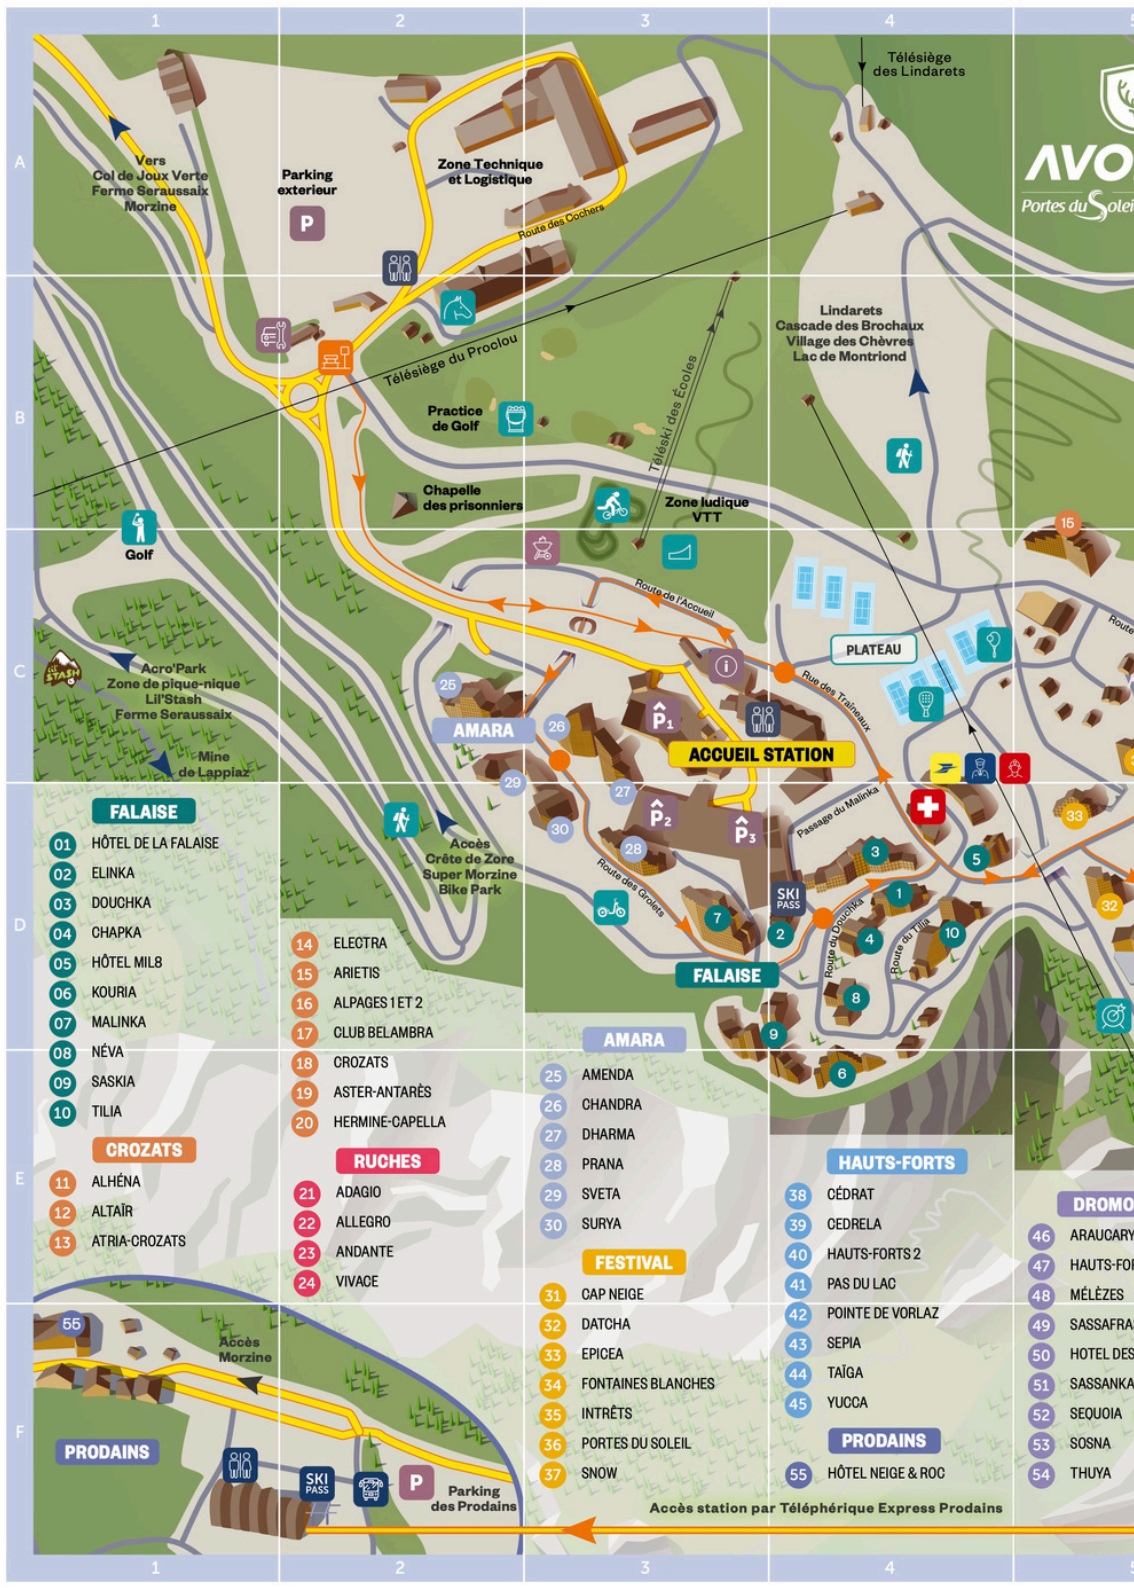 1
2
3
4
5
A
B
C
D
E
F
Télésiège
des Lindarets
AVO
Portes du Soleil
Vers
Col de Joux Verte
Ferme Seraussaix
Morzine
Parking
exterieur
P
Zone Technique
et Logistique
Route des Cochers
Télésiège du Proclou
Lindarets
Cascade des Brochaux
Village des Chèvres
Lac de Montriond
Téléski des Écoles
Practice
de Golf
Chapelle
des prisonniers
Zone ludique
VTT
Golf
15
Route de l'Accueil
Route
PLATEAU
i
Rue des Traîneaux
STASH
Acro'Park
Zone de pique-nique
Lil'Stash
Ferme Seraussaix
Mine
de Lappiaz
25
AMARA
26
P1
ACCUEIL STATION
29
27
P2
P3
30
28
Passage du Malinka
33
3
5
Accès
Crête de Zore
Super Morzine
Bike Park
Route des Grolets
SKI
PASS
1
32
7
2
4
10
Route du Douchka
Route du Tilia
FALAISE
8
9
6
FALAISE
01 HÔTEL DE LA FALAISE
02 ELINKA
03 DOUCHKA
04 CHAPKA
05 HÔTEL MIL8
06 KOURIA
07 MALINKA
08 NÉVA
09 SASKIA
10 TILIA
CROZATS
11 ALHÉNA
12 ALTAÏR
13 ATRIA-CROZATS
14 ELECTRA
15 ARIETIS
16 ALPAGES 1 ET 2
17 CLUB BELAMBRA
18 CROZATS
19 ASTER-ANTARÈS
20 HERMINE-CAPELLA
RUCHES
21 ADAGIO
22 ALLEGRO
23 ANDANTE
24 VIVACE
AMARA
25 AMENDA
26 CHANDRA
27 DHARMA
28 PRANA
29 SVETA
30 SURYA
FESTIVAL
31 CAP NEIGE
32 DATCHA
33 EPICEA
34 FONTAINES BLANCHES
35 INTRÊTS
36 PORTES DU SOLEIL
37 SNOW
HAUTS-FORTS
38 CÉDRAT
39 CEDRELA
40 HAUTS-FORTS 2
41 PAS DU LAC
42 POINTE DE VORLAZ
43 SEPIA
44 TAÏGA
45 YUCCA
PRODAINS
55 HÔTEL NEIGE & ROC
DROMO
46 ARAUCARY
47 HAUTS-FOR
48 MÉLÈZES
49 SASSAFRA
50 HOTEL DES
51 SASSANKA
52 SEQUOIA
53 SOSNA
54 THUYA
55
Accès
Morzine
PRODAINS
SKI
PASS
P
Parking
des Prodains
Accès station par Téléphérique Express Prodains
1
2
3
4
5